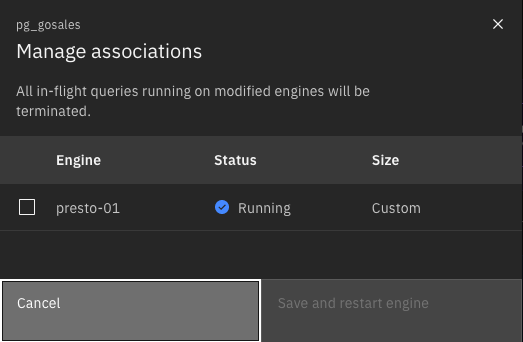 pg_gosales
Manage associations
All in-flight queries running on modified engines will be
terminated.
Engine Status Size
presto-01 Running Custom
Cancel Save and restart engine